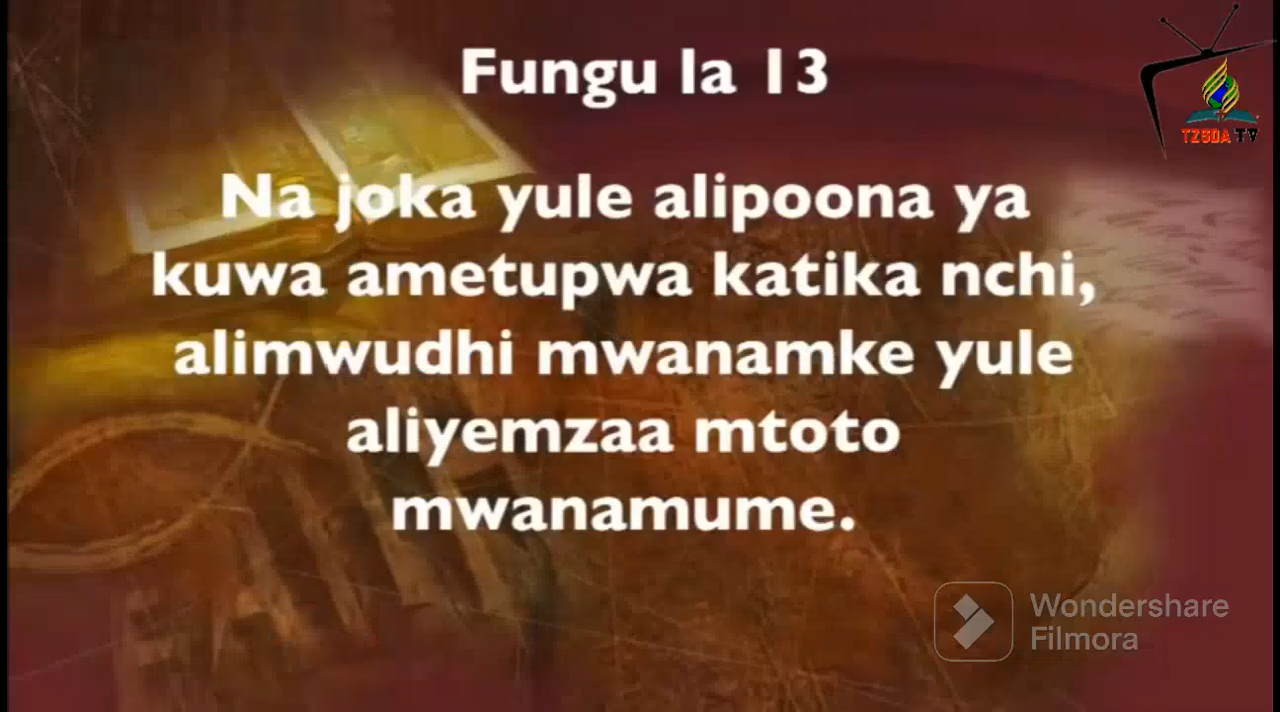 Fungu la 13
TZSDA TV
Na joka yule alipoona ya
kuwa ametupwa katika nchi,
alimwudhi mwanamke yule
aliyemzaa mtoto
mwanamume.
Wondershare
Filmora